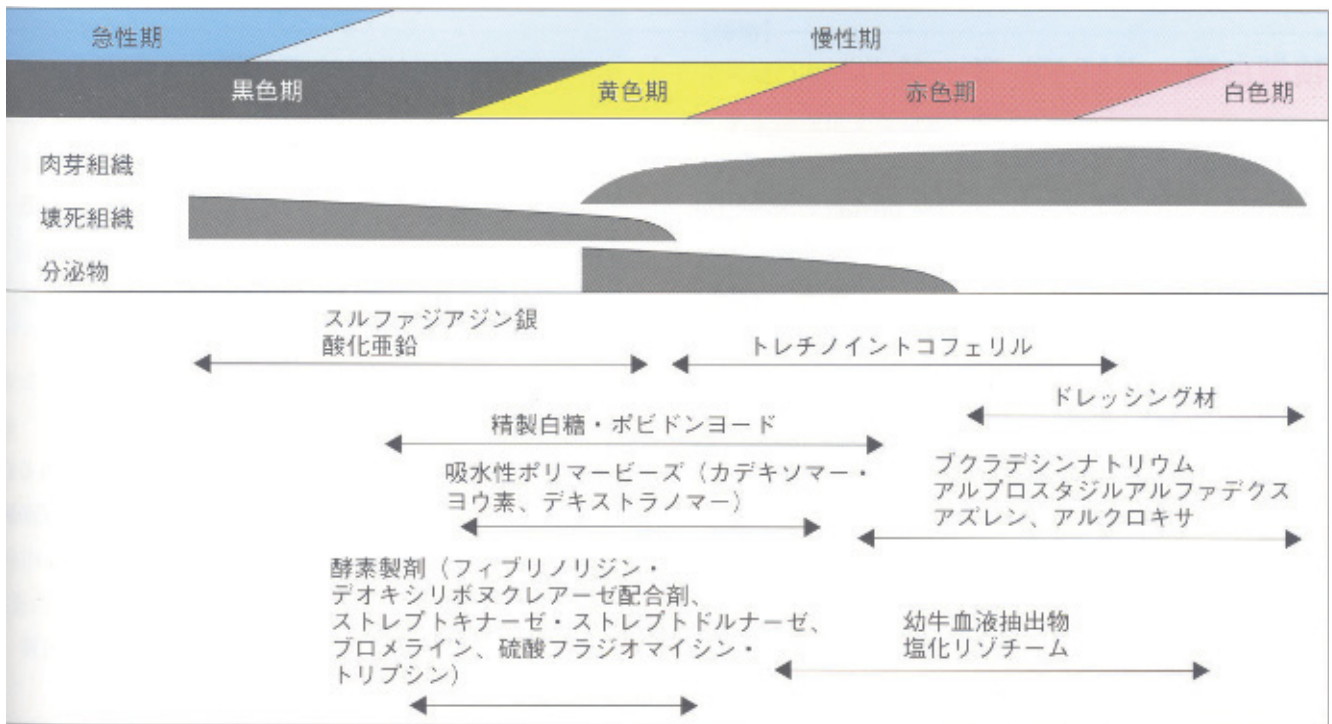 急性期
慢性期
黒色期
黄色期
赤色期
白色期
肉芽組織
壊死組織
分泌物
スルファジアジン銀
酸化亜鉛
トレチノイントコフェリル
ドレッシング材
精製白糖・ポビドンヨード
吸水性ポリマービーズ（カデキソマー・
ヨウ素、デキストラノマー）
ブクラデシンナトリウム
アルプロスタジルアルファデクス
アズレン、アルクロキサ
酵素製剤（フィブリノリジン・
デオキシリボヌクレアーゼ配合剤、
ストレプトキナーゼ・ストレプトドルナーゼ、
ブロメライン、硫酸フラジオマイシン・
トリプシン）
幼牛血液抽出物
塩化リゾチーム